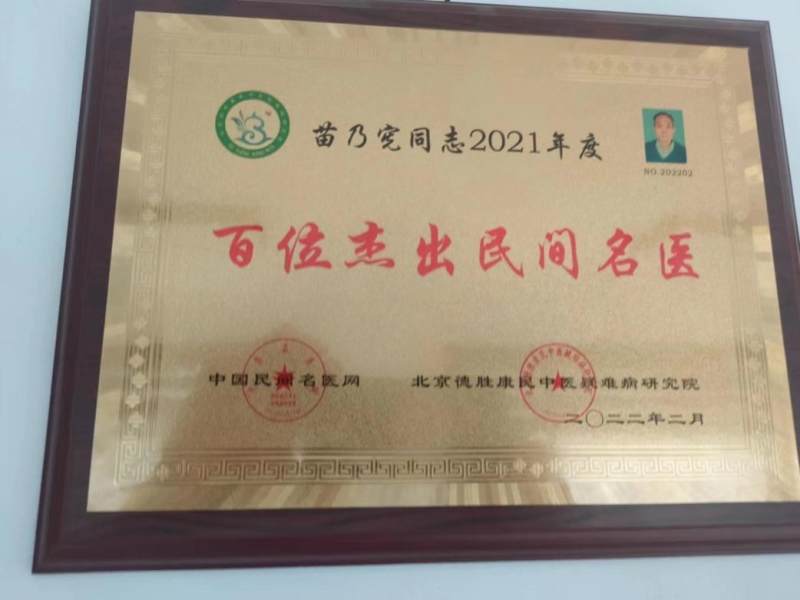 苗乃宪同志2021年度
NO.202202
百位杰出民间名医
中国民间名医网
北京德胜康民中医疑难病研究院
二〇二二年二月